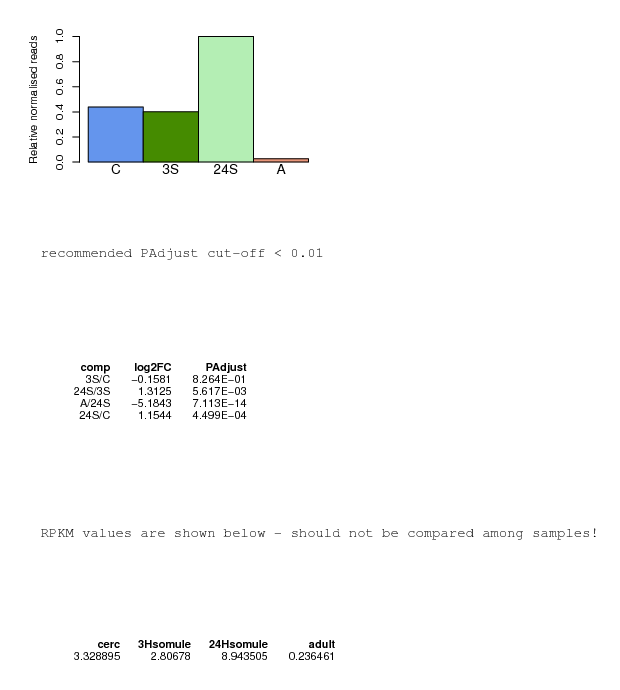 Relative normalised reads
1.0
0.8
0.6
0.4
0.2
0.0
C 3S 24S A
recommended PAdjust cut-off < 0.01
comp log2FC PAdjust
3S/C −0.1581 8.264E−01
24S/3S 1.3125 5.617E−03
A/24S −5.1843 7.113E−14
24S/C 1.1544 4.499E−04
RPKM values are shown below - should not be compared among samples!
cerc 3Hsomule 24Hsomule adult
3.328895 2.80678 8.943505 0.236461